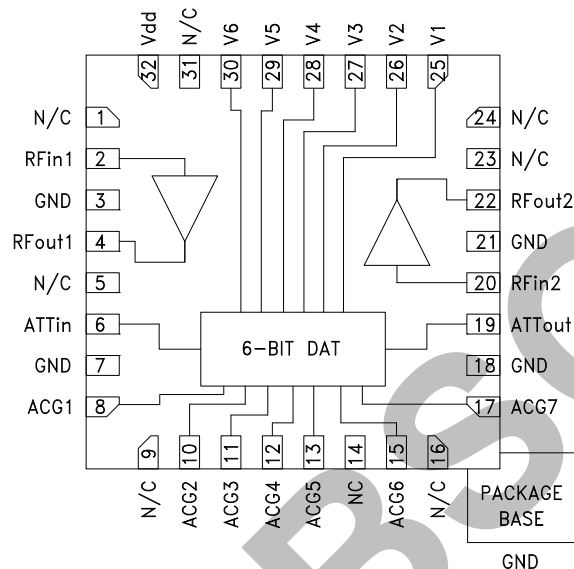 Vdd
N/C
V6
V5
V4
V3
V2
V1
32
31
30
29
28
27
26
25
N/C 1
RFin1 2
GND 3
RFout1 4
N/C 5
ATTin 6
GND 7
ACG1 8
24 N/C
23 N/C
22 RFout2
21 GND
20 RFin2
19 ATTout
18 GND
17 ACG7
6-BIT DAT
9
10
11
12
13
14
15
16
N/C
ACG2
ACG3
ACG4
ACG5
NC
ACG6
N/C
PACKAGE
BASE
GND